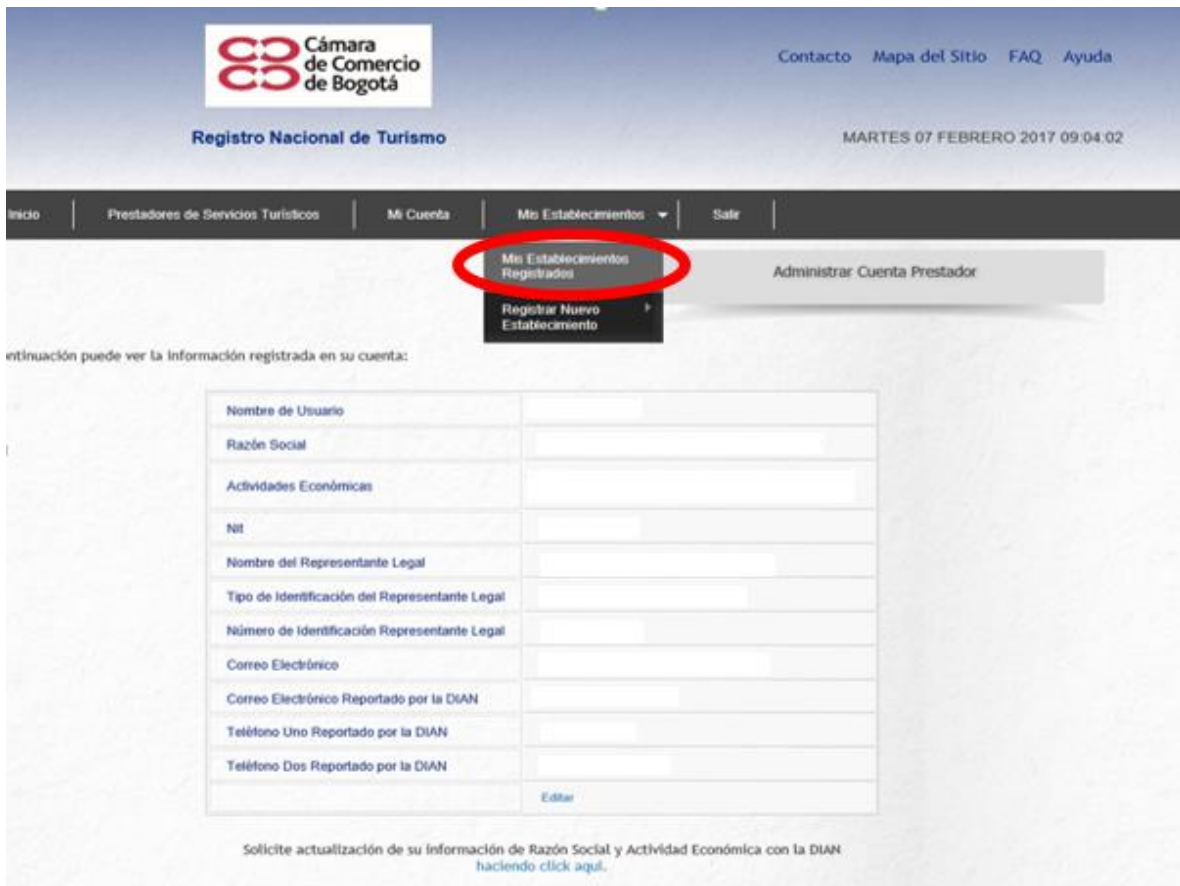 Cámara
de Comercio
de Bogotá
Contacto Mapa del Sitio FAQ Ayuda
Registro Nacional de Turismo
MARTES 07 FEBRERO 2017 09:04:02
Inicio Prestadores de Servicios Turísticos Mi Cuenta Mis Establecimientos Salir
Mis Establecimientos
Registrados
Administrar Cuenta Prestador
Registrar Nuevo
Establecimiento
ontinuación puede ver la información registrada en su cuenta:
Nombre de Usuario
Razón Social
Actividades Económicas
Nit
Nombre del Representante Legal
Tipo de Identificación del Representante Legal
Número de Identificación Representante Legal
Correo Electrónico
Correo Electrónico Reportado por la DIAN
Teléfono Uno Reportado por la DIAN
Teléfono Dos Reportado por la DIAN
Editar
Solicite actualización de su información de Razón Social y Actividad Económica con la DIAN
haciendo click aquí.